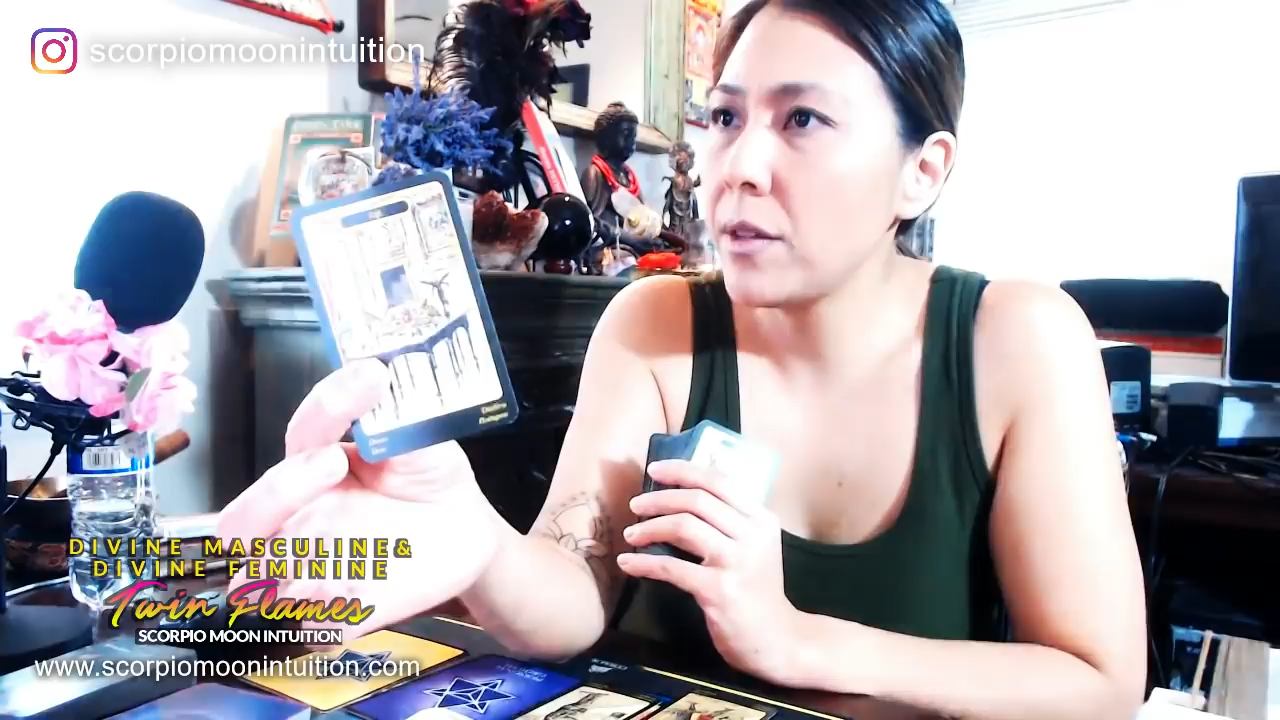 scorpiomoonintuition
DIVINE MASCULINE&
DIVINE FEMININE
Twin Flames
SCORPIO MOON INTUITION
www.scorpiomoonintuition.com